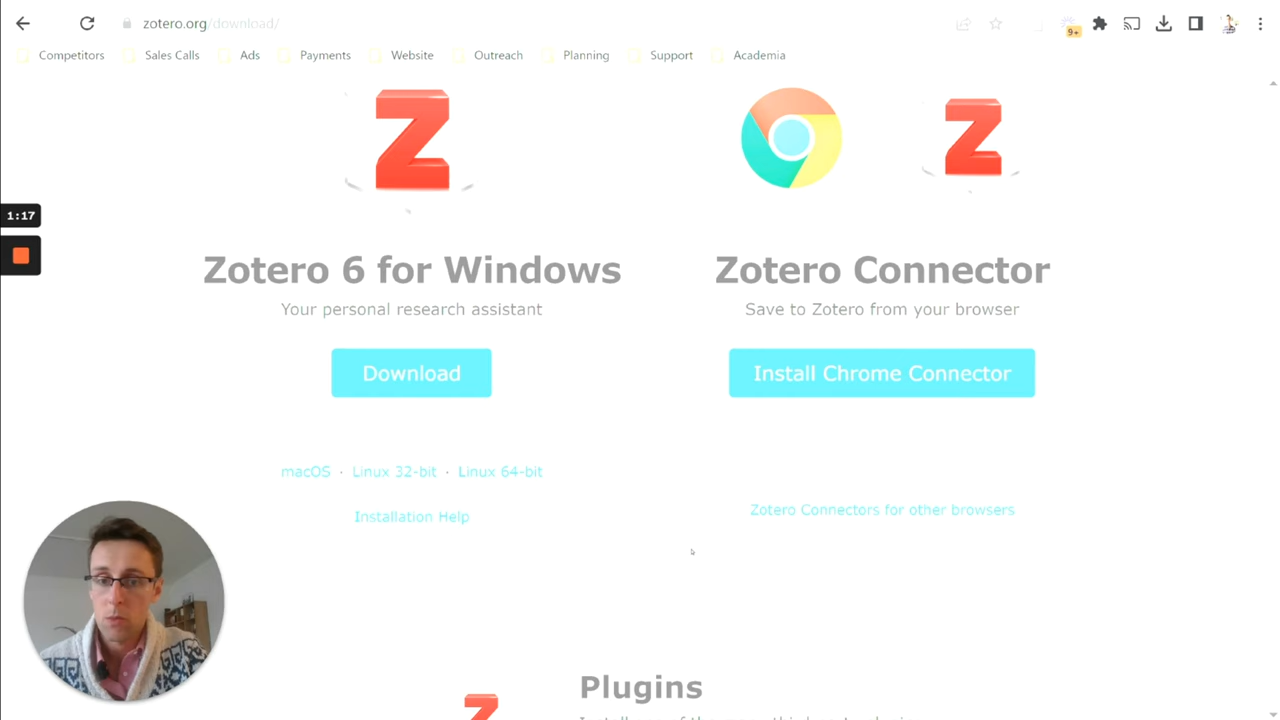 zotero.org/download/
9+
Competitors Sales Calls Ads Payments Website Outreach Planning Support Academia
1:17
Zotero 6 for Windows
Your personal research assistant
Download
macOS · Linux 32-bit · Linux 64-bit
Installation Help
Zotero Connector
Save to Zotero from your browser
Install Chrome Connector
Zotero Connectors for other browsers
Plugins